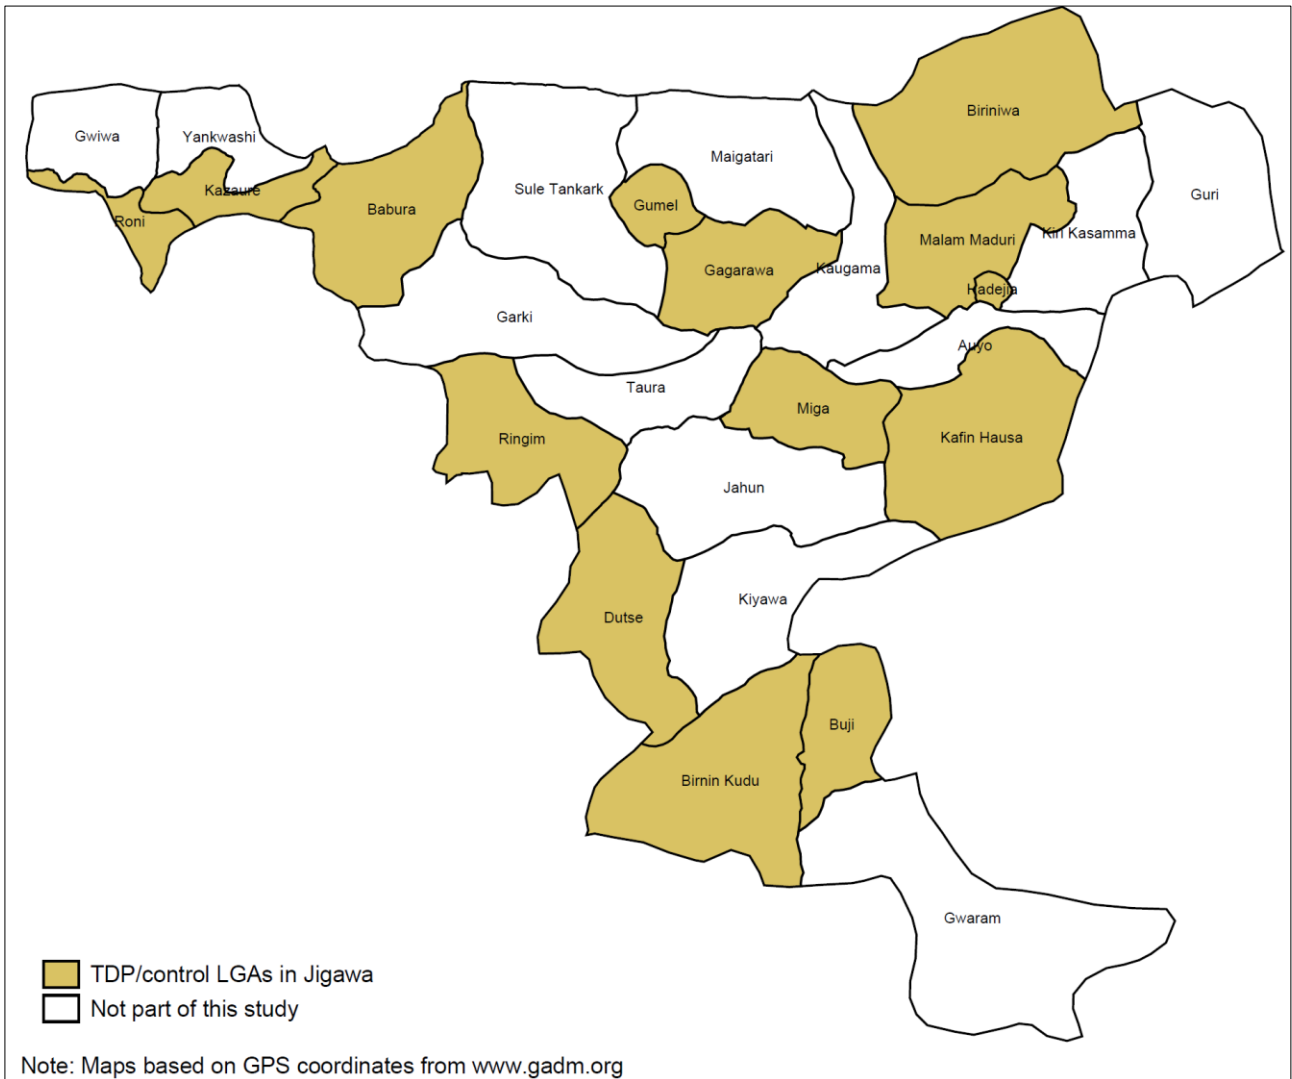 Biriniwa
Gwiwa
Yankwashi
Maigatari
Sule Tankark
Kazaure
Guri
Gumel
Babura
Roni
Kiri Kasamma
Malam Maduri
Gagarawa
Kaugama
Hadejia
Garki
Auyo
Taura
Miga
Ringim
Kafin Hausa
Jahun
Kiyawa
Dutse
Buji
Birnin Kudu
Gwaram
TDP/control LGAs in Jigawa
Not part of this study
Note: Maps based on GPS coordinates from www.gadm.org